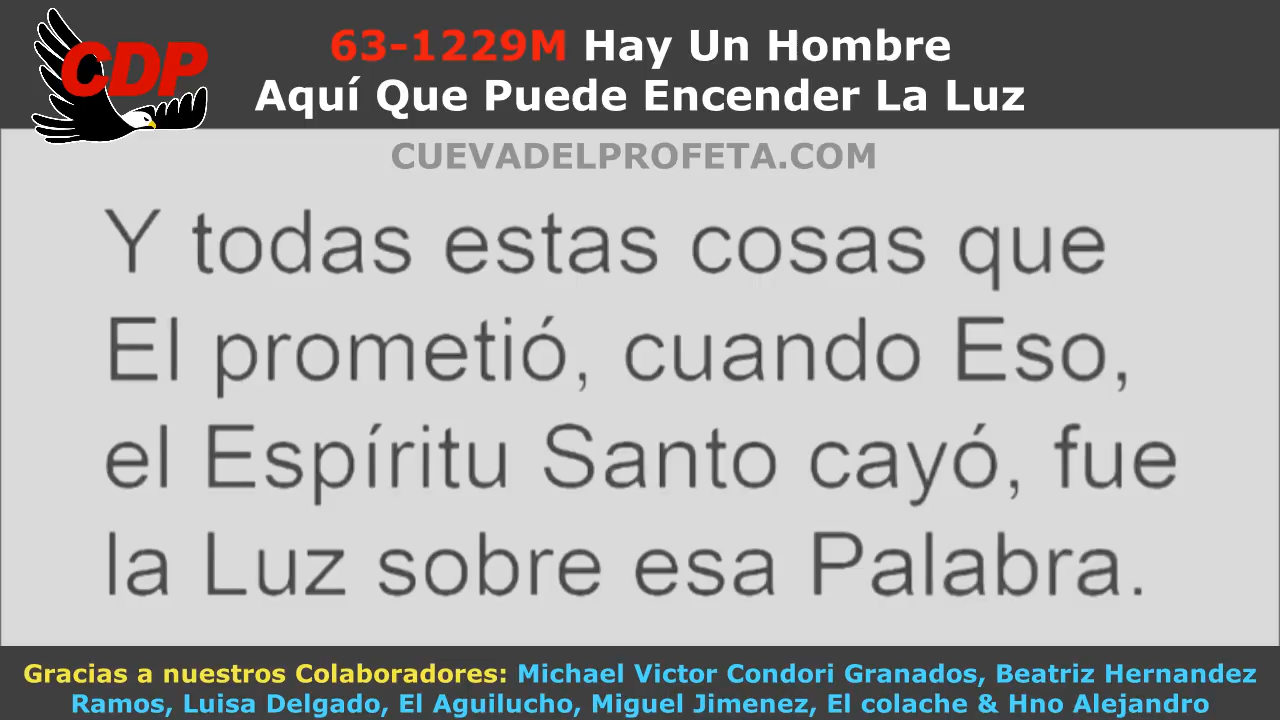 CDP
63-1229M Hay Un Hombre
Aquí Que Puede Encender La Luz
CUEVADELPROFETA.COM
Y todas estas cosas que
El prometió, cuando Eso,
el Espíritu Santo cayó, fue
la Luz sobre esa Palabra.
Gracias a nuestros Colaboradores: Michael Victor Condori Granados, Beatriz Hernandez
Ramos, Luisa Delgado, El Aguilucho, Miguel Jimenez, El colache & Hno Alejandro